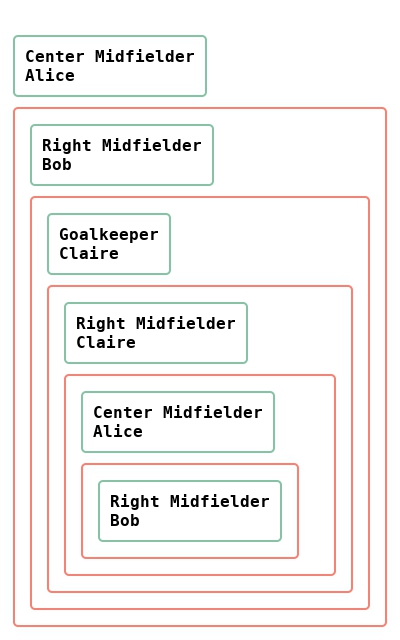 Center Midfielder
Alice
Right Midfielder
Bob
Goalkeeper
Claire
Right Midfielder
Claire
Center Midfielder
Alice
Right Midfielder
Bob